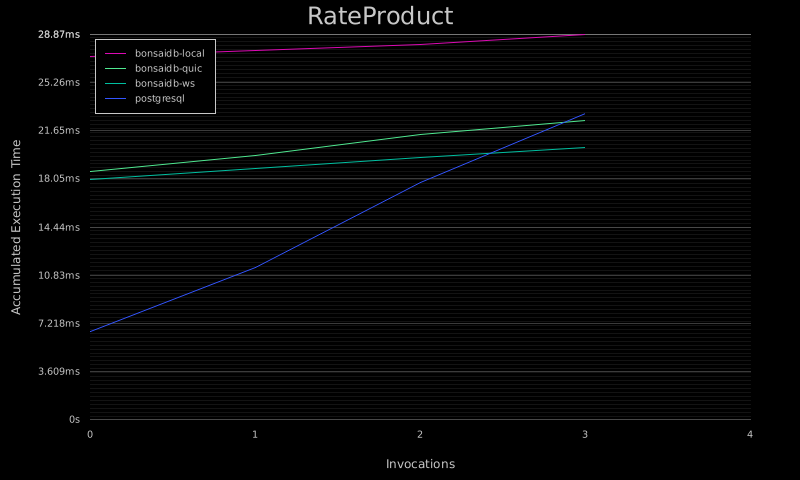 RateProduct
28.87ms
25.26ms
21.65ms
18.05ms
14.44ms
10.83ms
7.218ms
3.609ms
0s
Accumulated Execution Time
bonsaidb-local
bonsaidb-quic
bonsaidb-ws
postgresql
0 1 2 3 4
Invocations